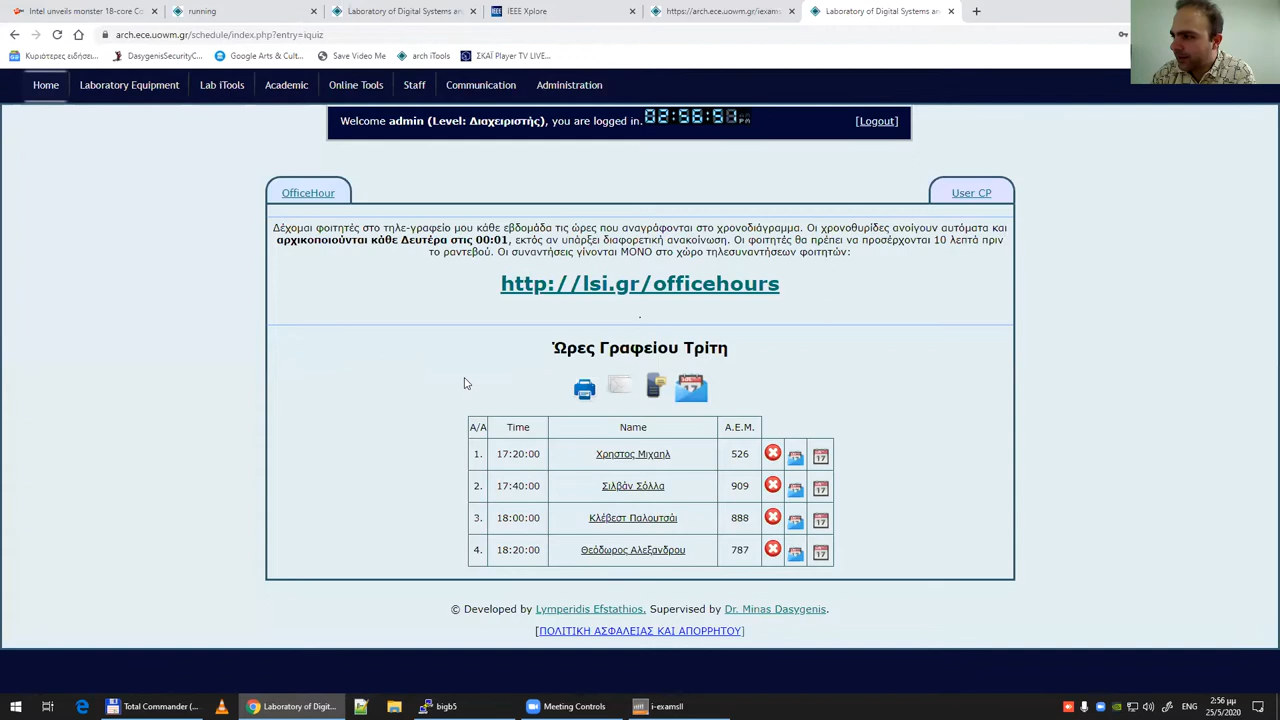 Intel unveils monster 18-core Co
running
Laboratory of Digital Systems an
IEEE Xplore
https://arch.ece.uowm.gr/iexams
Laboratory of Digital Systems an
arch.ece.uowm.gr/schedule/index.php?entry=iquiz
Κυριότερες ειδήσει...
DasygenisSecurityC...
Google Arts & Cult...
Save Video Me
arch iTools
ΣΚΑΪ Player TV LIVE...
Home
Laboratory Equipment
Lab iTools
Academic
Online Tools
Staff
Communication
Administration
Welcome admin (Level: Διαχειριστής), you are logged in. 02:56:51 PM
[Logout]
OfficeHour
User CP
Δέχομαι φοιτητές στο τηλε-γραφείο μου κάθε εβδομάδα τις ώρες που αναγράφονται στο χρονοδιάγραμμα. Οι χρονοθυρίδες ανοίγουν αυτόματα και
αρχικοποιούνται κάθε Δευτέρα στις 00:01, εκτός αν υπάρξει διαφορετική ανακοίνωση. Οι φοιτητές θα πρέπει να προσέρχονται 10 λεπτά πριν
το ραντεβού. Οι συναντήσεις γίνονται ΜΟΝΟ στο χώρο τηλεσυναντήσεων φοιτητών:
http://lsi.gr/officehours
.
Ώρες Γραφείου Τρίτη
A/A Time Name Α.Ε.Μ.
1. 17:20:00 Χρηστος Μιχαηλ 526
2. 17:40:00 Σιλβάν Σόλλα 909
3. 18:00:00 Κλέβεστ Παλουτσάι 888
4. 18:20:00 Θεόδωρος Αλεξανδρου 787
© Developed by Lymperidis Efstathios, Supervised by Dr. Minas Dasygenis.
[ΠΟΛΙΤΙΚΗ ΑΣΦΑΛΕΙΑΣ ΚΑΙ ΑΠΟΡΡΗΤΟΥ]
Total Commander (...
Laboratory of Digit...
bigb5
Meeting Controls
i-examsII
ENG
2:56 μμ
25/5/2020